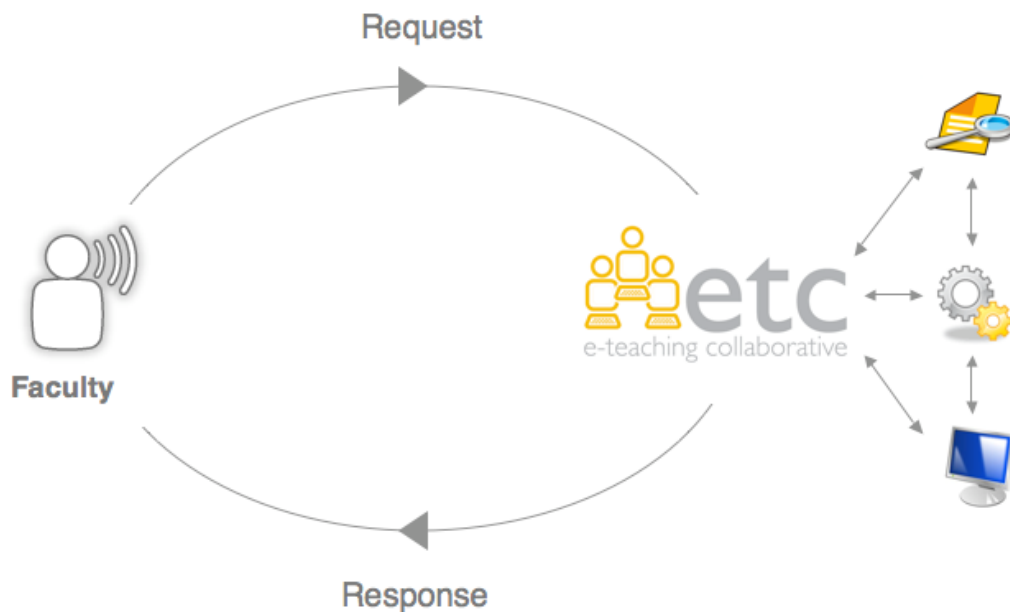 Request
etc
e-teaching collaborative
Faculty
Response